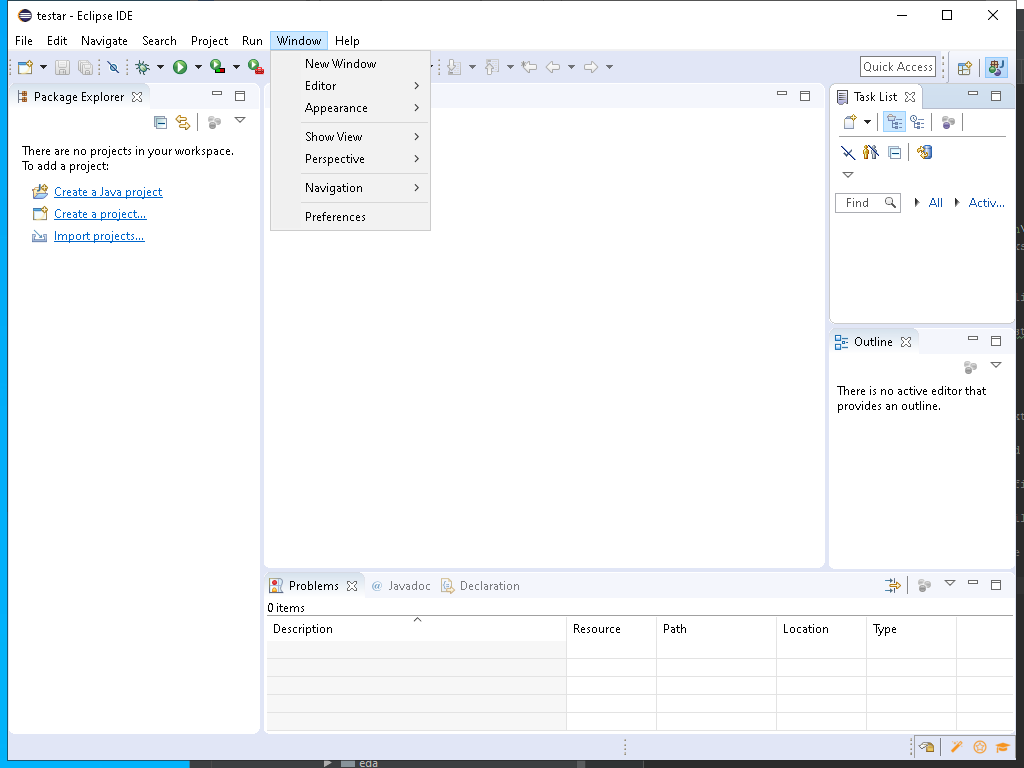 testar - Eclipse IDE
File Edit Navigate Search Project Run Window Help
Quick Access
New Window
Editor
Appearance
Show View
Perspective
Navigation
Preferences
Package Explorer
There are no projects in your workspace.
To add a project:
Create a Java project
Create a project...
Import projects...
Task List
Find All Activ...
Outline
There is no active editor that
provides an outline.
Problems @ Javadoc Declaration
0 items
Description Resource Path Location Type
eda